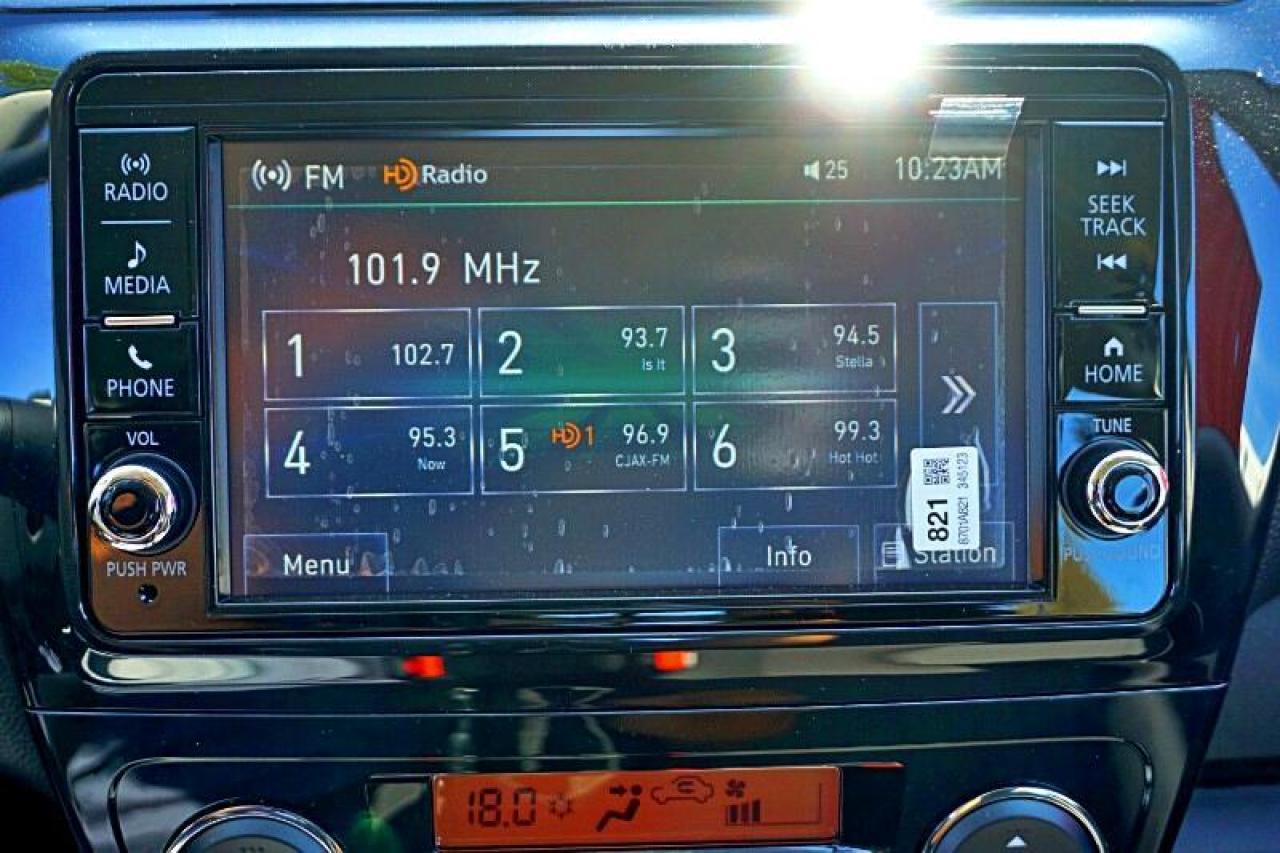 RADIO
MEDIA
PHONE
VOL
PUSH PWR
FM HD Radio 25 10:23AM
101.9 MHz
1 102.7
2 93.7
Is It
3 94.5
Stella
4 95.3
Now
5 HD1 96.9
CJAX-FM
6 99.3
Hot Hot
Menu
Info
Station
821
SEEK
TRACK
HOME
TUNE
PUSH SOUND
18.0